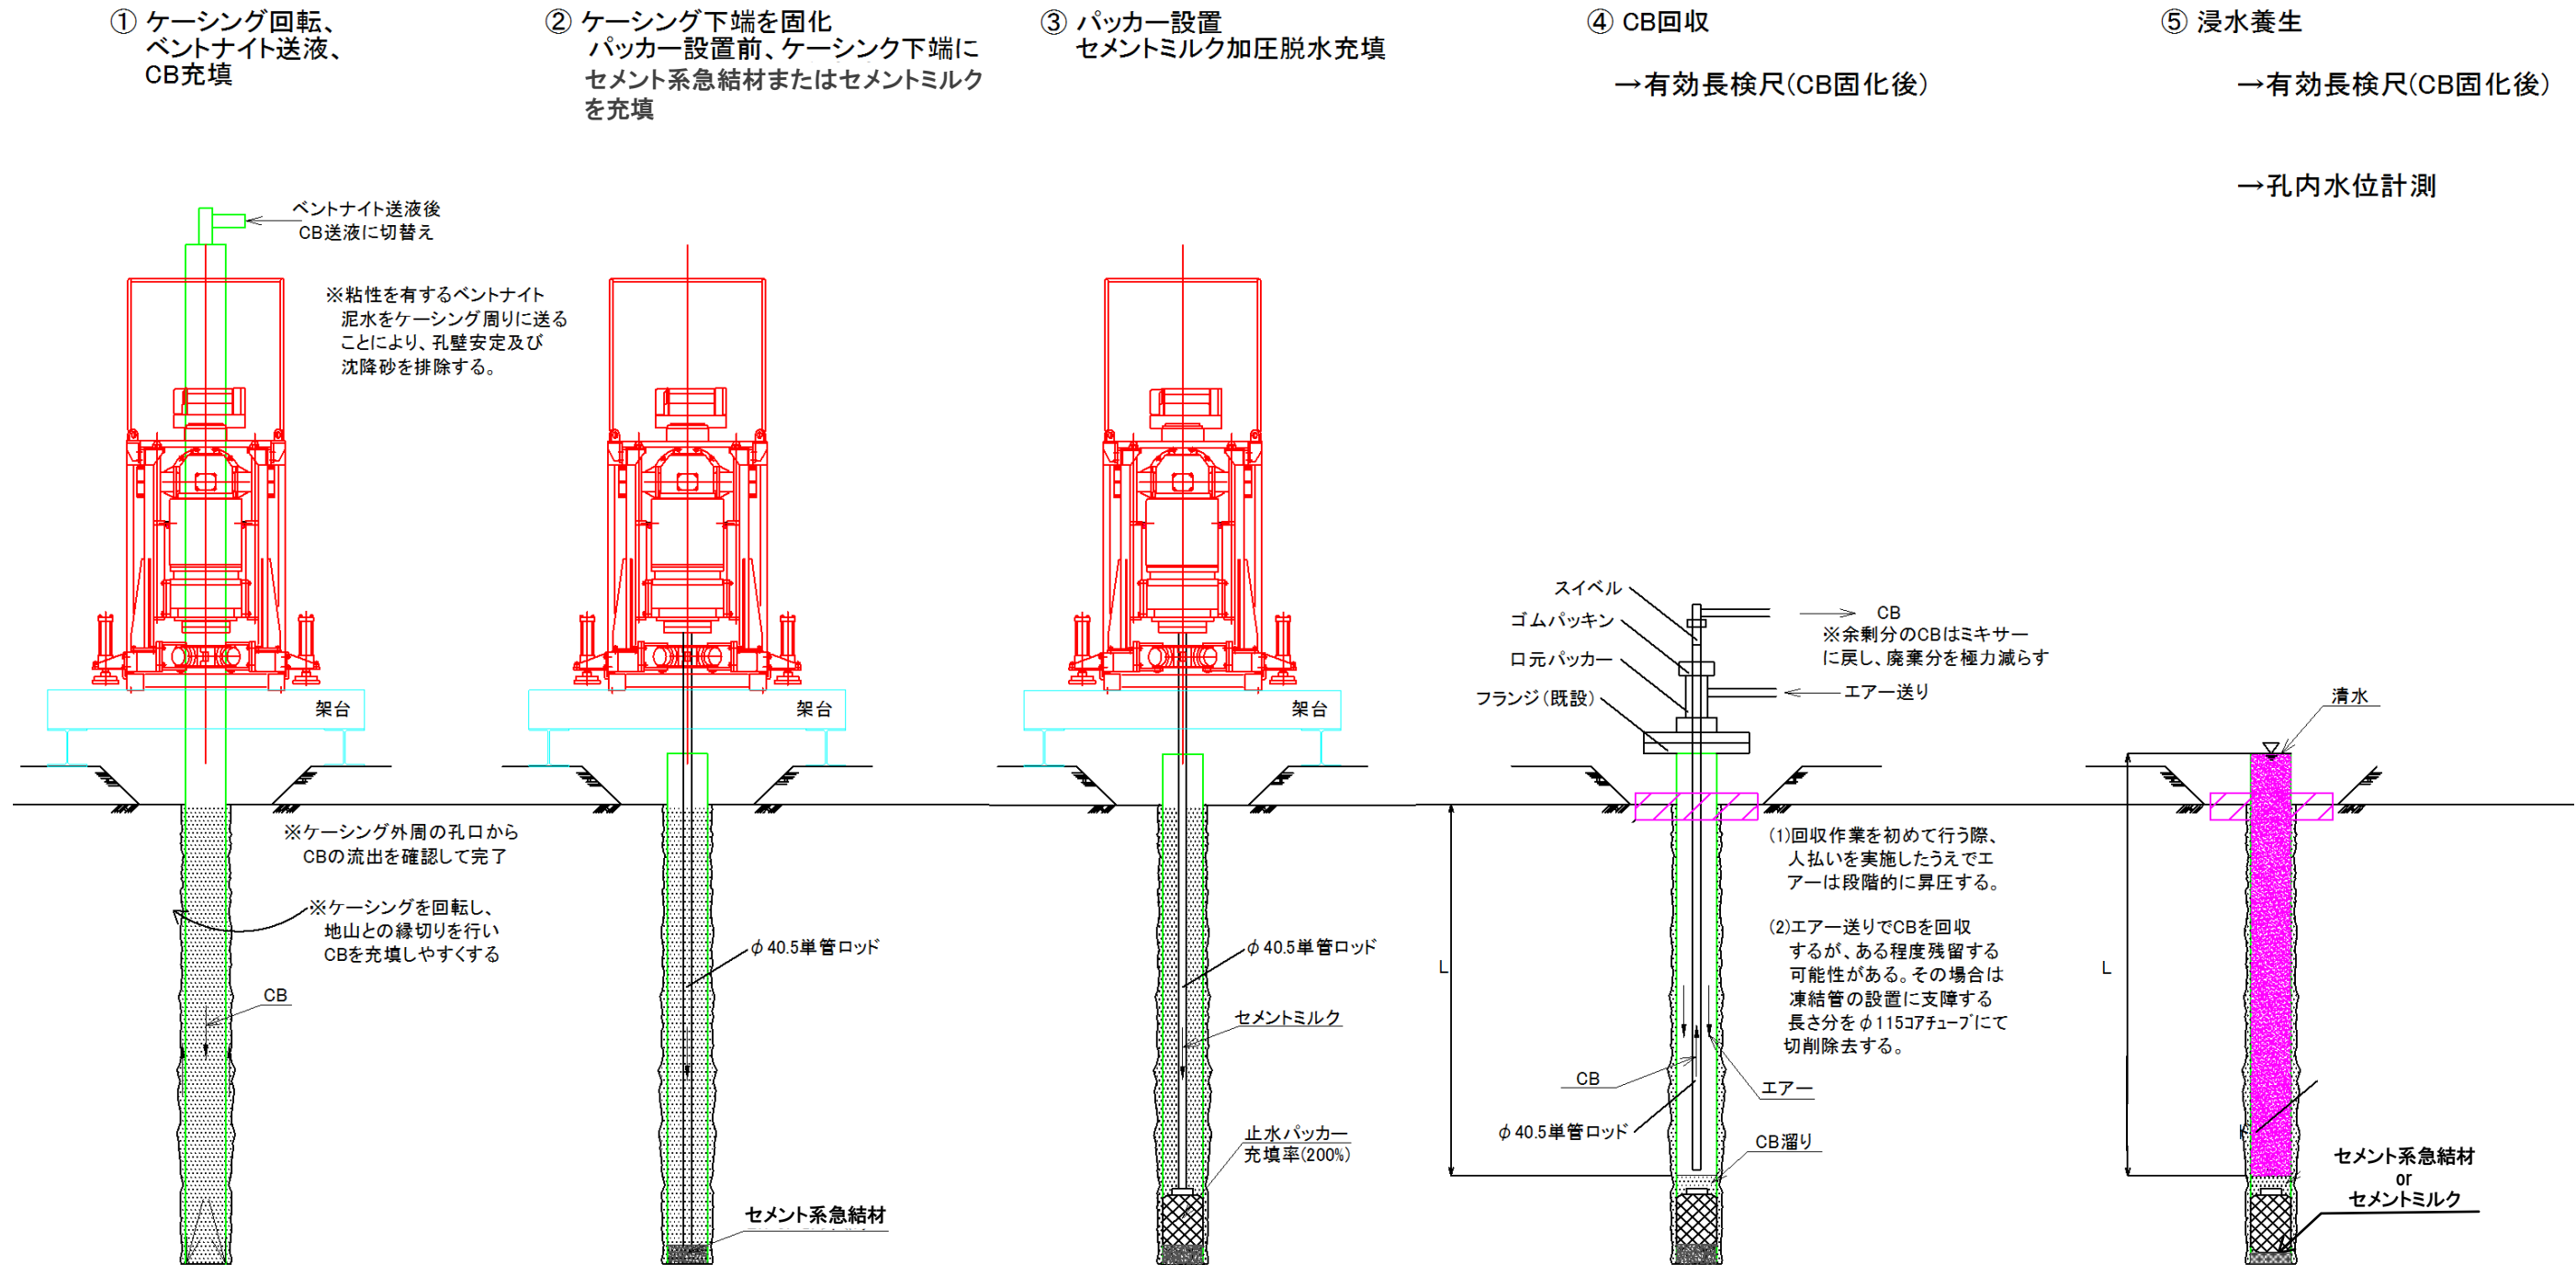 ① ケーシング回転、
ベントナイト送液、
CB充填
② ケーシング下端を固化
パッカー設置前、ケーシンク下端に
セメント系急結材またはセメントミルク
を充填
③ パッカー設置
セメントミルク加圧脱水充填
④ CB回収
→有効長検尺(CB固化後)
⑤ 浸水養生
→有効長検尺(CB固化後)
→孔内水位計測
ベントナイト送液後
CB送液に切替え
※粘性を有するベントナイト
泥水をケーシング周りに送る
ことにより、孔壁安定及び
沈降砂を排除する。
架台
※ケーシング外周の孔口から
CBの流出を確認して完了
※ケーシングを回転し、
地山との縁切りを行い
CBを充填しやすくする
CB
架台
φ40.5単管ロッド
セメント系急結材
架台
φ40.5単管ロッド
セメントミルク
止水パッカー
充填率(200%)
スイベル
ゴムパッキン
口元パッカー
フランジ(既設)
CB
※余剰分のCBはミキサー
に戻し、廃棄分を極力減らす
エアー送り
(1)回収作業を初めて行う際、
人払いを実施したうえでエ
アーは段階的に昇圧する。
(2)エアー送りでCBを回収
するが、ある程度残留する
可能性がある。その場合は
凍結管の設置に支障する
長さ分をφ115コアチューブにて
切削除去する。
L
CB
エアー
φ40.5単管ロッド
CB溜り
清水
L
セメント系急結材
or
セメントミルク